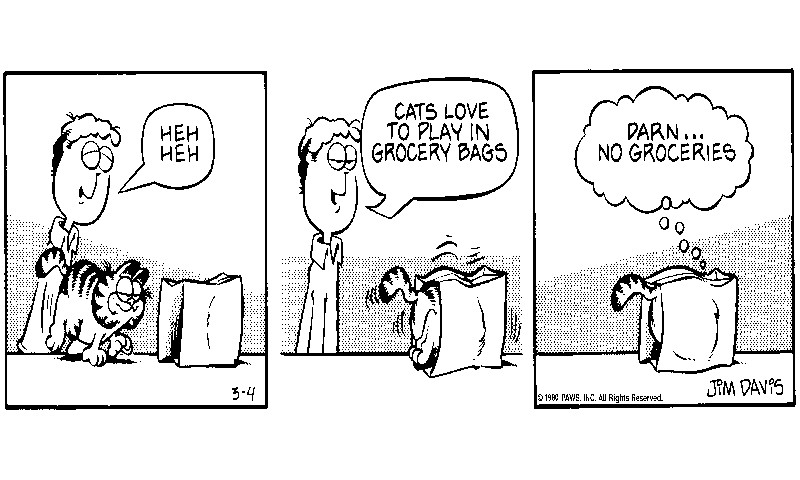 HEH
HEH
3-4
CATS LOVE
TO PLAY IN
GROCERY BAGS
DARN...
NO GROCERIES
PAWS, INC. All Rights Reserved.
JIM DAVIS